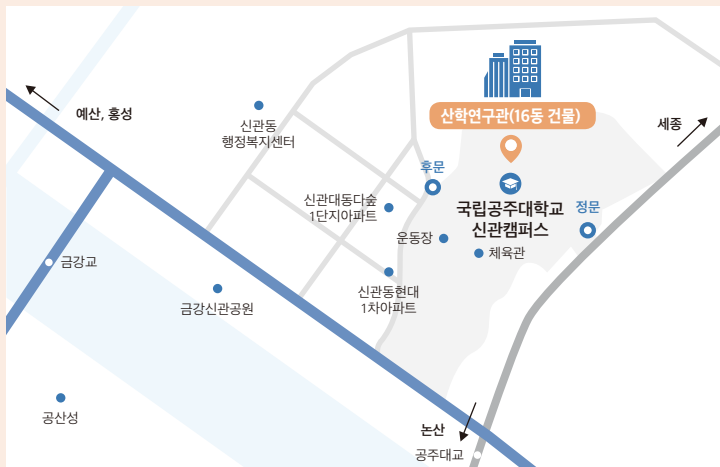 산학연구관(16동 건물)
예산, 홍성
세종
신관동
행정복지센터
후문
신관대동다숲
1단지아파트
국립공주대학교
신관캠퍼스
정문
운동장
체육관
금강교
신관동현대
1차아파트
금강신관공원
공산성
논산
공주대교